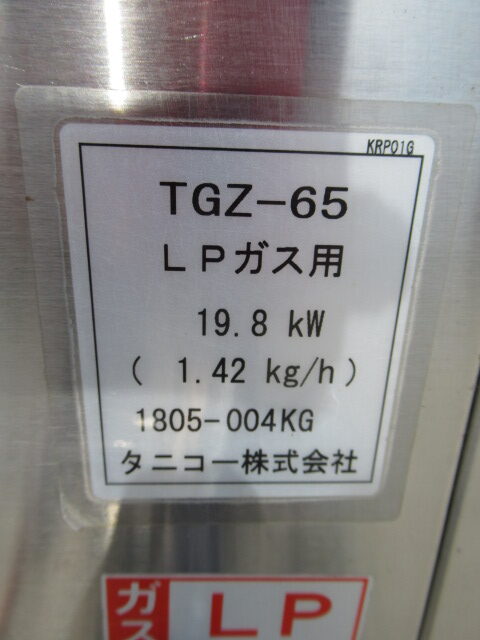 KRP01G
TGZ-65
LPガス用
19.8 kW
( 1.42 kg/h )
1805-004KG
タニコー株式会社
ガス
LP